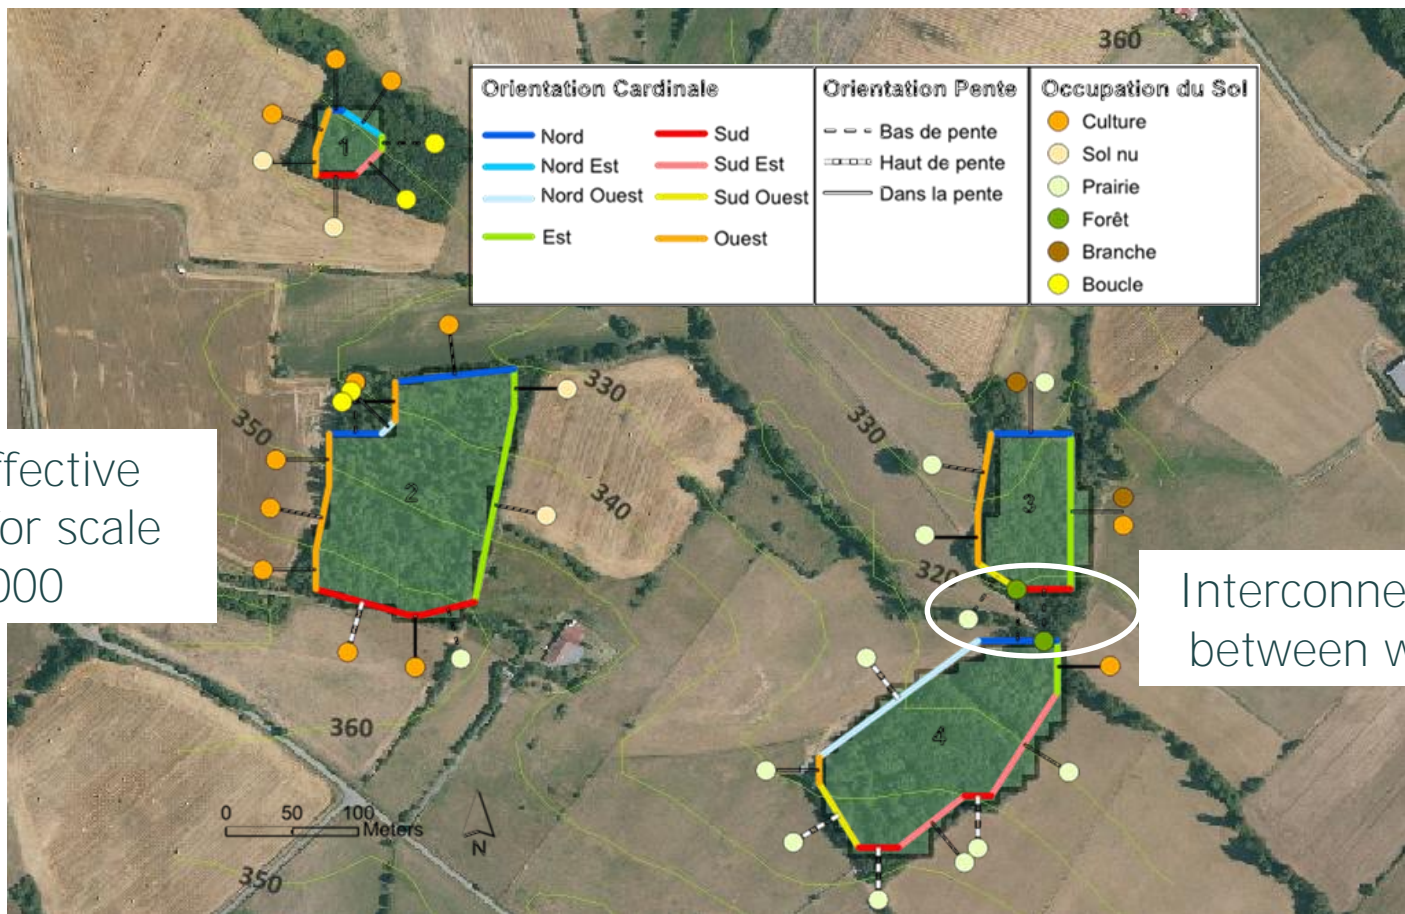 360
Orientation Cardinale
Nord
Nord Est
Nord Ouest
Est
Sud
Sud Est
Sud Ouest
Ouest
Orientation Pente
Bas de pente
Haut de pente
Dans la pente
Occupation du Sol
Culture
Sol nu
Prairie
Forêt
Branche
Boucle
1
330
350
330
2
340
3
320
ffective
or scale
000
Interconne
between w
4
360
0 50 100
Meters
N
350